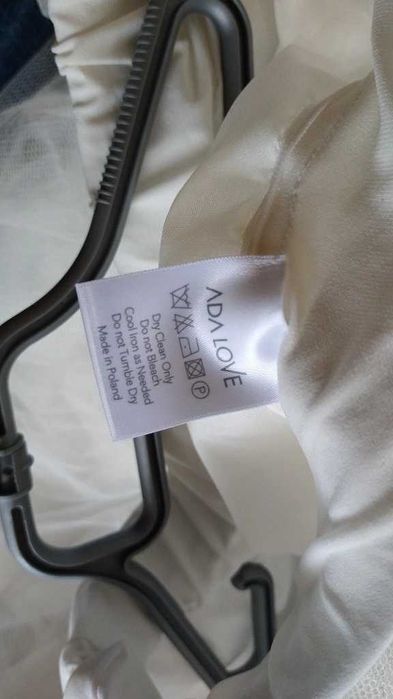 ADA LOVE
P
Dry Clean Only
Do not Bleach
Cool iron as Needed
Do not Tumble Dry
Made in Poland